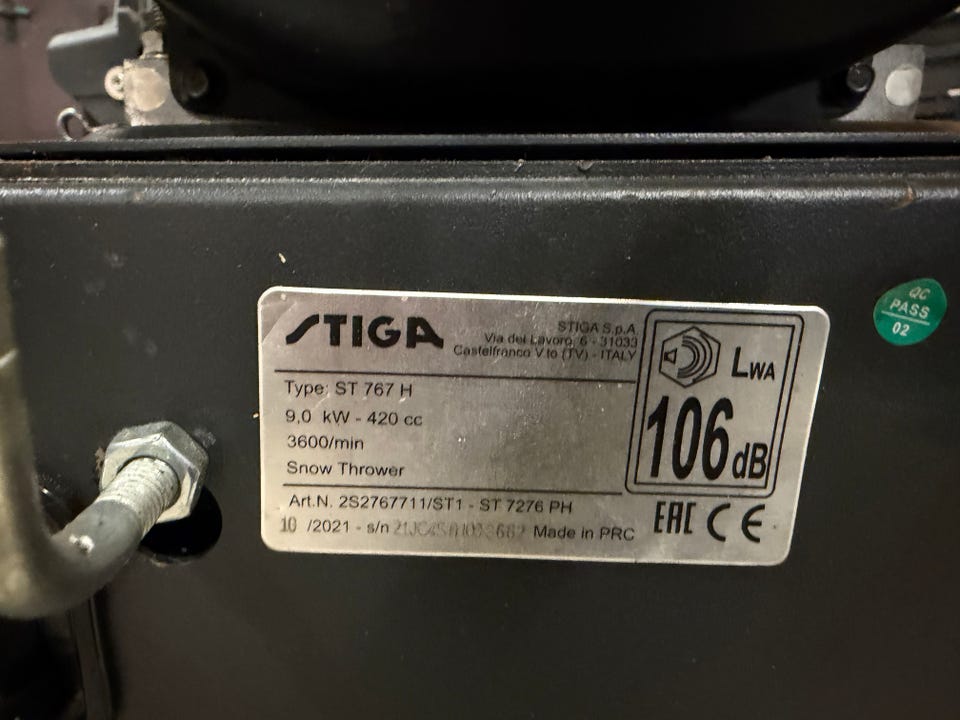 STIGA
STIGA S.p.A.
Via del Lavoro, 6 - 31033
Castelfranco V.to (TV) - ITALY
Type: ST 767 H
9,0 kW - 420 cc
3600/min
Snow Thrower
LWA
106 dB
Art.N. 2S2767711/ST1 - ST 7276 PH
10 /2021 - s/n Made in PRC
EAC CE
QC
PASS
02